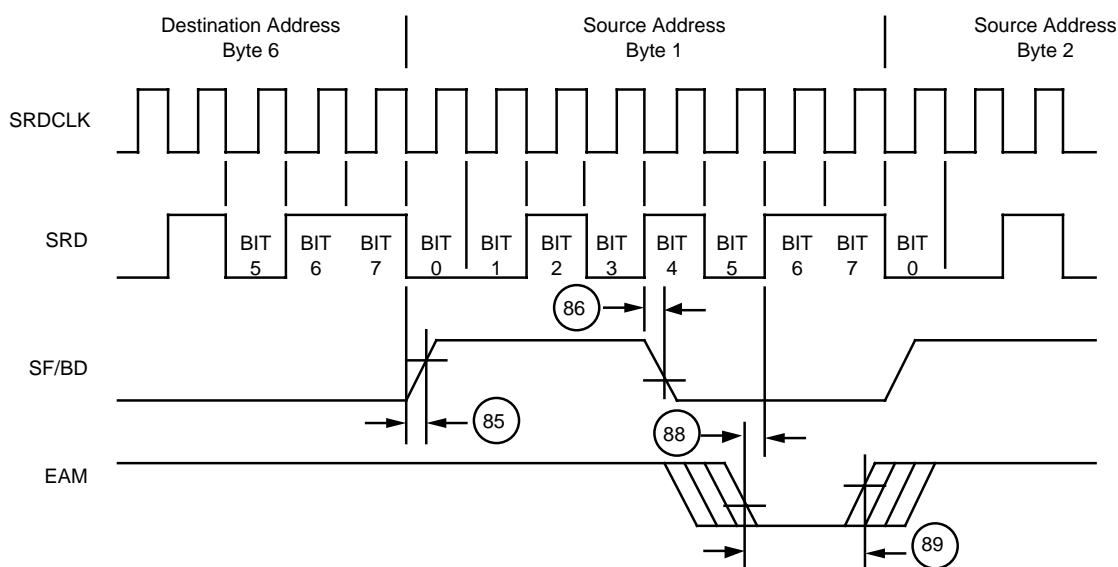 Destination Address
Byte 6
Source Address
Byte 1
Source Address
Byte 2
SRDCLK
SRD
BIT
5
BIT
6
BIT
7
BIT
0
BIT
1
BIT
2
BIT
3
BIT
4
BIT
5
BIT
6
BIT
7
BIT
0
86
SF/BD
85
88
EAM
89